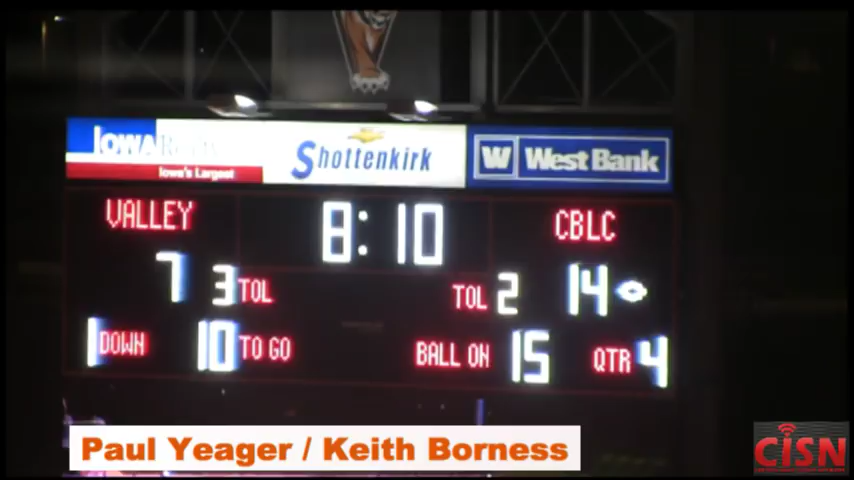 IOWA Realty
Iowa's Largest
Shottenkirk
W West Bank
VALLEY 8:10 CBLC
7 3 TOL TOL 2 14
1 DOWN 10 TO GO BALL ON 15 QTR 4
Paul Yeager / Keith Borness
CISN